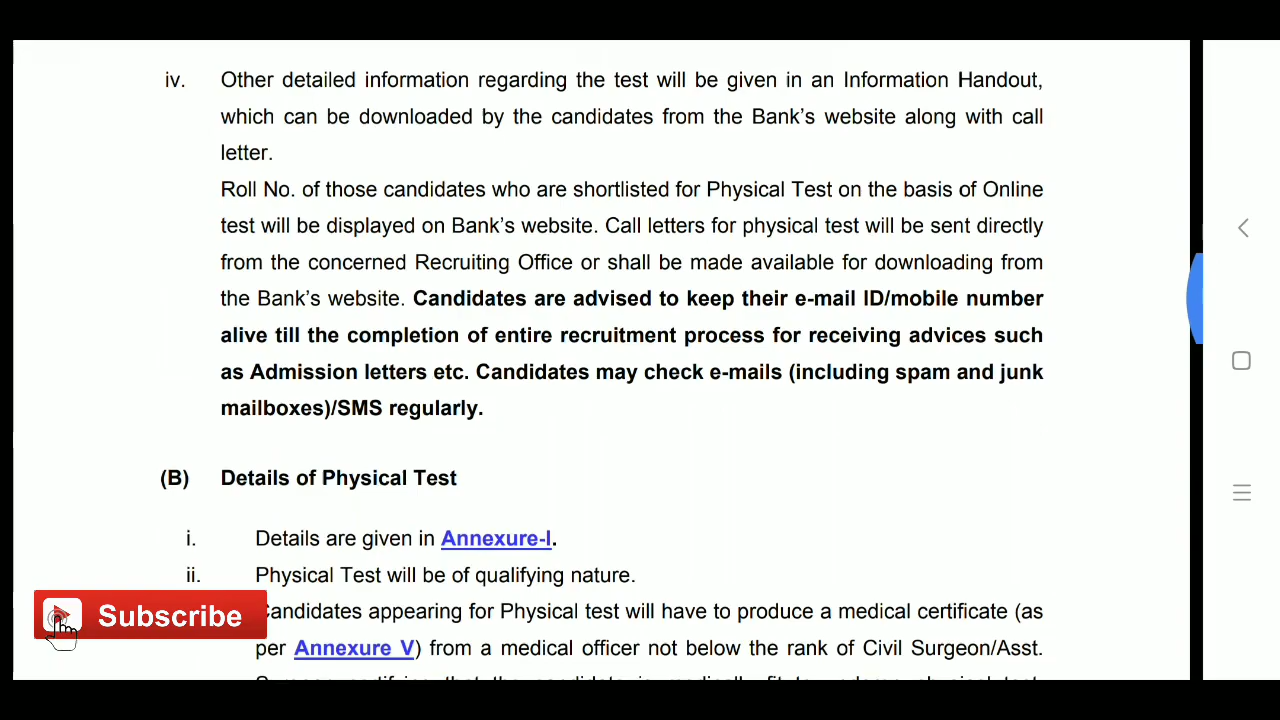 iv. Other detailed information regarding the test will be given in an Information Handout,
which can be downloaded by the candidates from the Bank’s website along with call
letter.
Roll No. of those candidates who are shortlisted for Physical Test on the basis of Online
test will be displayed on Bank’s website. Call letters for physical test will be sent directly
from the concerned Recruiting Office or shall be made available for downloading from
the Bank’s website. Candidates are advised to keep their e-mail ID/mobile number
alive till the completion of entire recruitment process for receiving advices such
as Admission letters etc. Candidates may check e-mails (including spam and junk
mailboxes)/SMS regularly.
(B) Details of Physical Test
i. Details are given in Annexure-I.
ii. Physical Test will be of qualifying nature.
Candidates appearing for Physical test will have to produce a medical certificate (as
per Annexure V) from a medical officer not below the rank of Civil Surgeon/Asst.
Subscribe